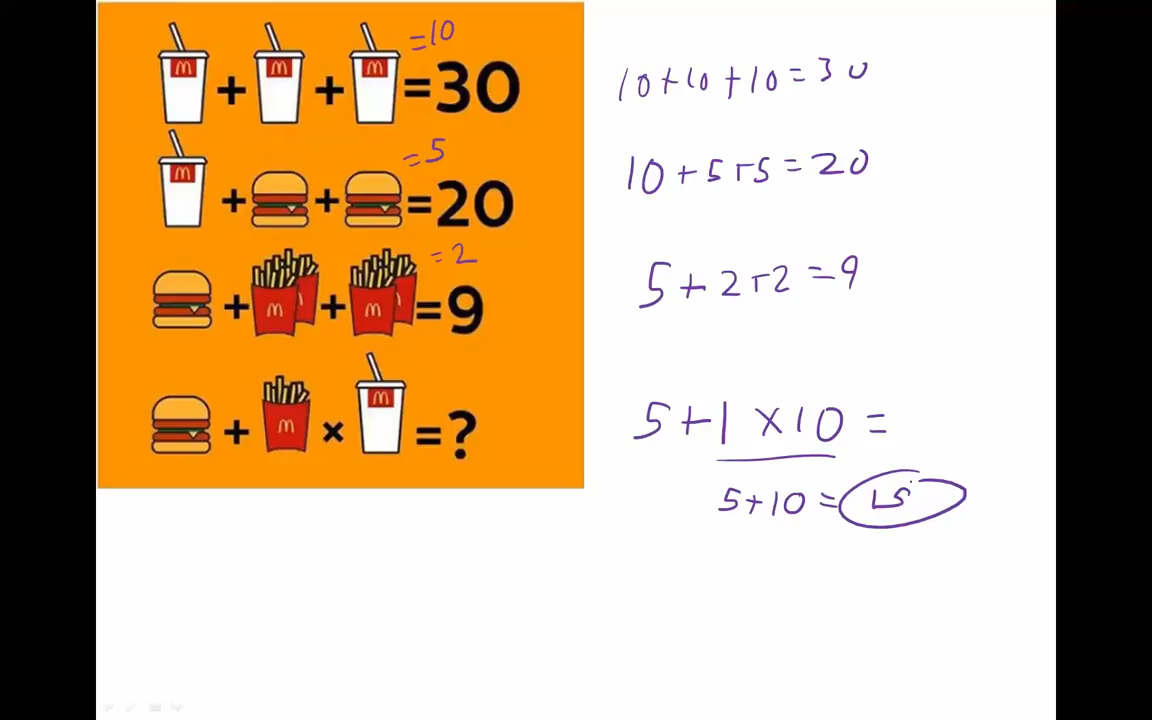 =10
+ + =30
10+10+10=30
=5
+ + =20
10+5+5=20
=2
+ + =9
5+2+2=9
+ × =?
5+1×10=
5+10=15